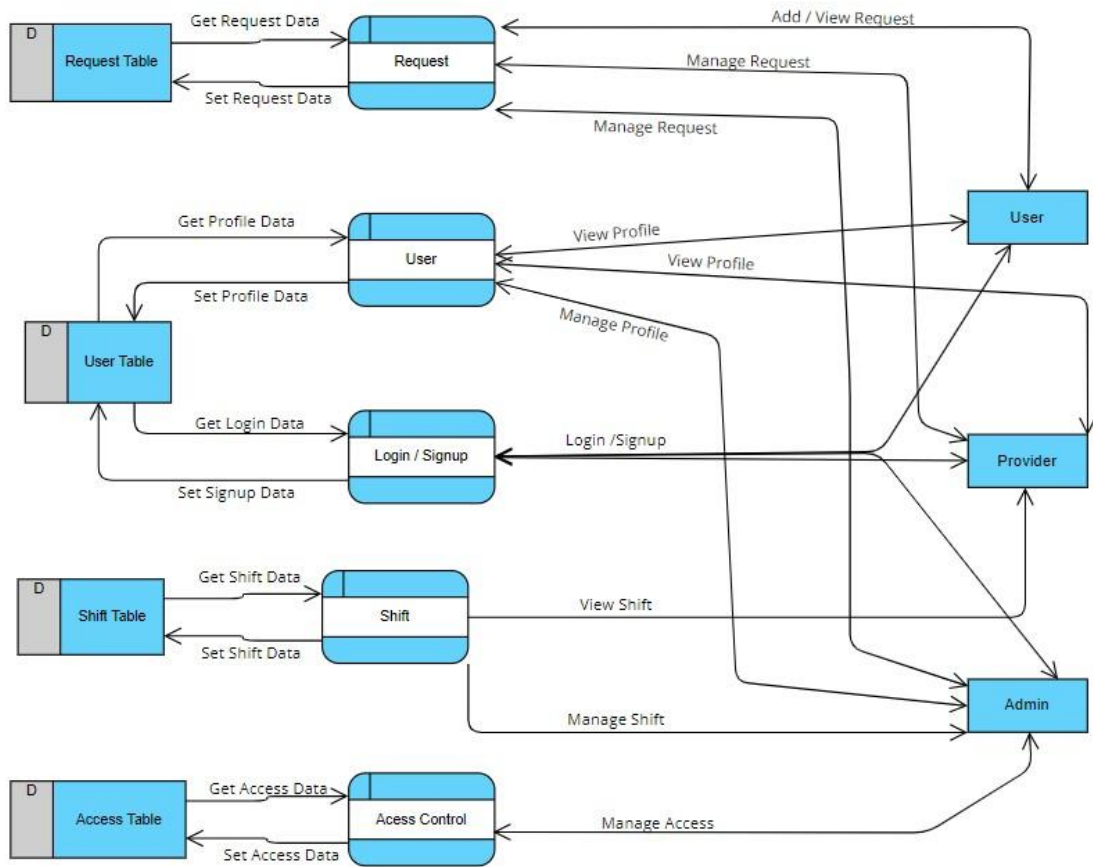 Get Request Data
Add / View Request
D
Request Table
Request
Manage Request
Set Request Data
Manage Request
User
Get Profile Data
View Profile
User
View Profile
Set Profile Data
Manage Profile
D
User Table
Get Login Data
Login /Signup
Login / Signup
Provider
Set Signup Data
Get Shift Data
D
Shift Table
Shift
View Shift
Set Shift Data
Admin
Manage Shift
D
Get Access Data
Access Table
Acess Control
Manage Access
Set Access Data